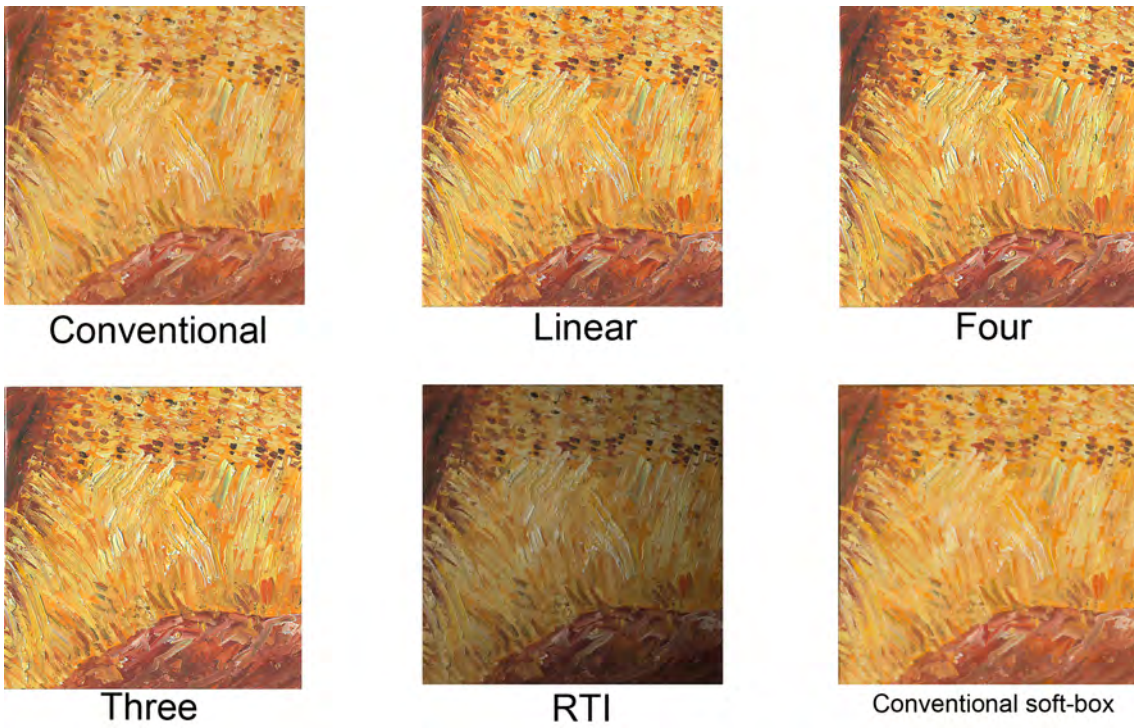 Conventional
Linear
Four
Three
RTI
Conventional soft-box